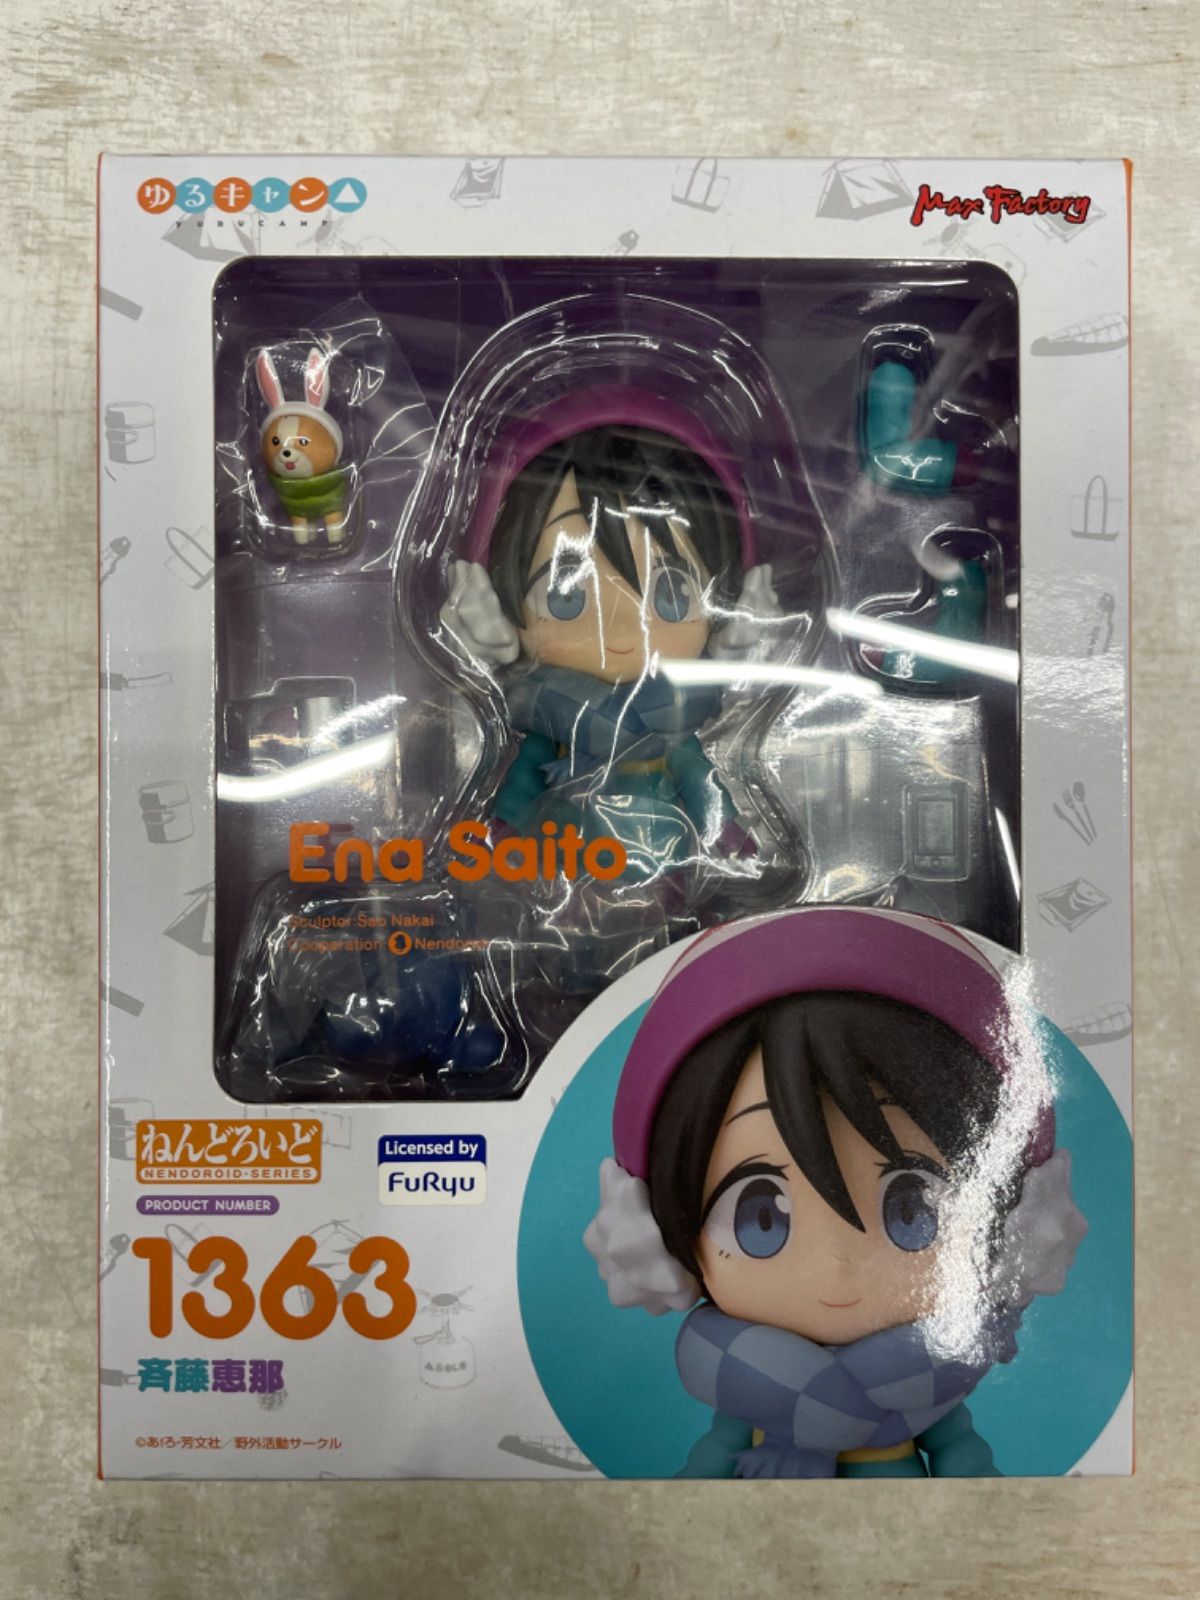 ゆるキャン△
YURUCAMP
Max Factory
Ena Saito
Sculptor:Sao Nakai
Cooperation: Nendoron
ねんどろいど
NENDOROID-SERIES
Licensed by
FuRyu
PRODUCT NUMBER
1363
ASOLO
斉藤恵那
©あfろ・芳文社／野外活動サークル